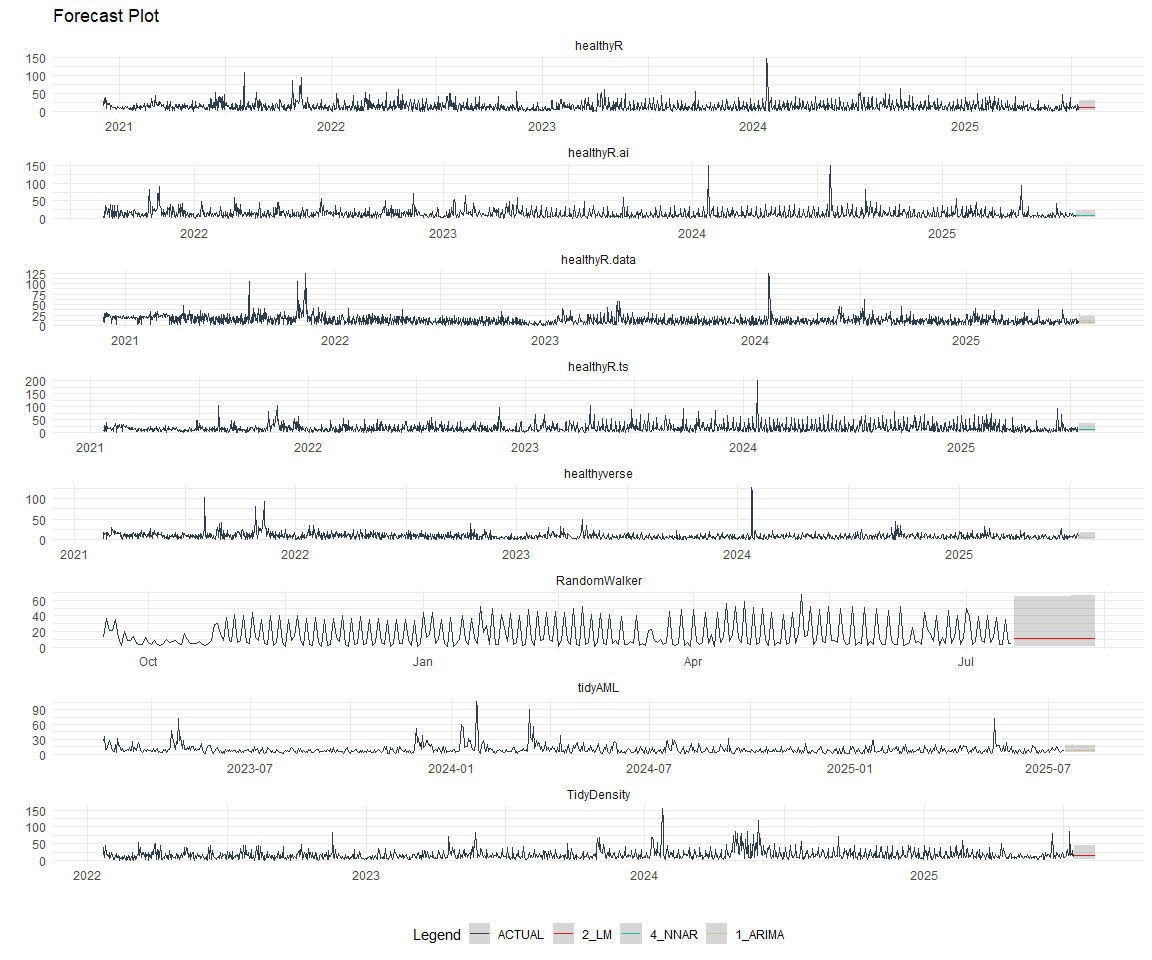 Forecast Plot
healthyR
150
100
50
0
2021 2022 2023 2024 2025
healthyR.ai
150
100
50
0
2022 2023 2024 2025
healthyR.data
125
100
75
50
25
0
2021 2022 2023 2024 2025
healthyR.ts
200
150
100
50
0
2021 2022 2023 2024 2025
healthyverse
100
50
0
2021 2022 2023 2024 2025
RandomWalker
60
40
20
0
Oct Jan Apr Jul
tidyAML
90
60
30
0
2023-07 2024-01 2024-07 2025-01 2025-07
TidyDensity
150
100
50
0
2022 2023 2024 2025
Legend ACTUAL 2_LM 4_NNAR 1_ARIMA